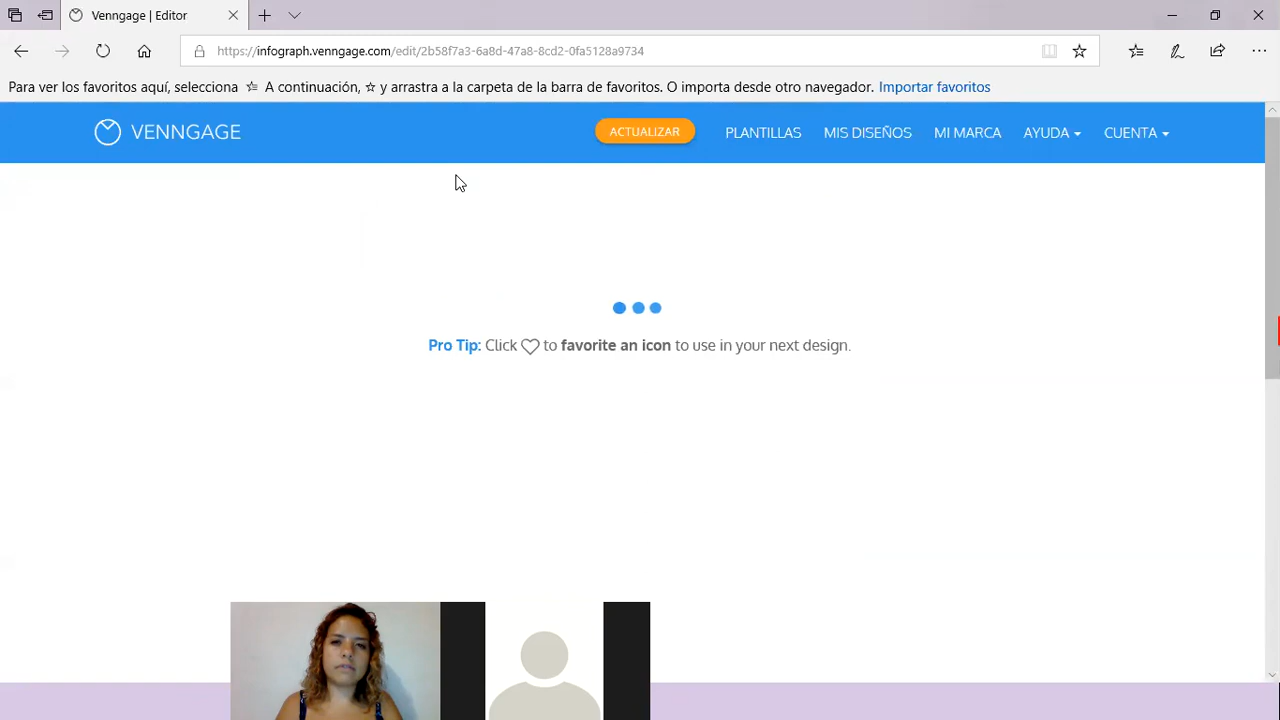 Venngage | Editor
https://infograph.venngage.com/edit/2b58f7a3-6a8d-47a8-8cd2-0fa5128a9734
Para ver los favoritos aquí, selecciona A continuación, y arrastra a la carpeta de la barra de favoritos. O importa desde otro navegador. Importar favoritos
VENNGAGE ACTUALIZAR PLANTILLAS MIS DISEÑOS MI MARCA AYUDA CUENTA
Pro Tip: Click to favorite an icon to use in your next design.